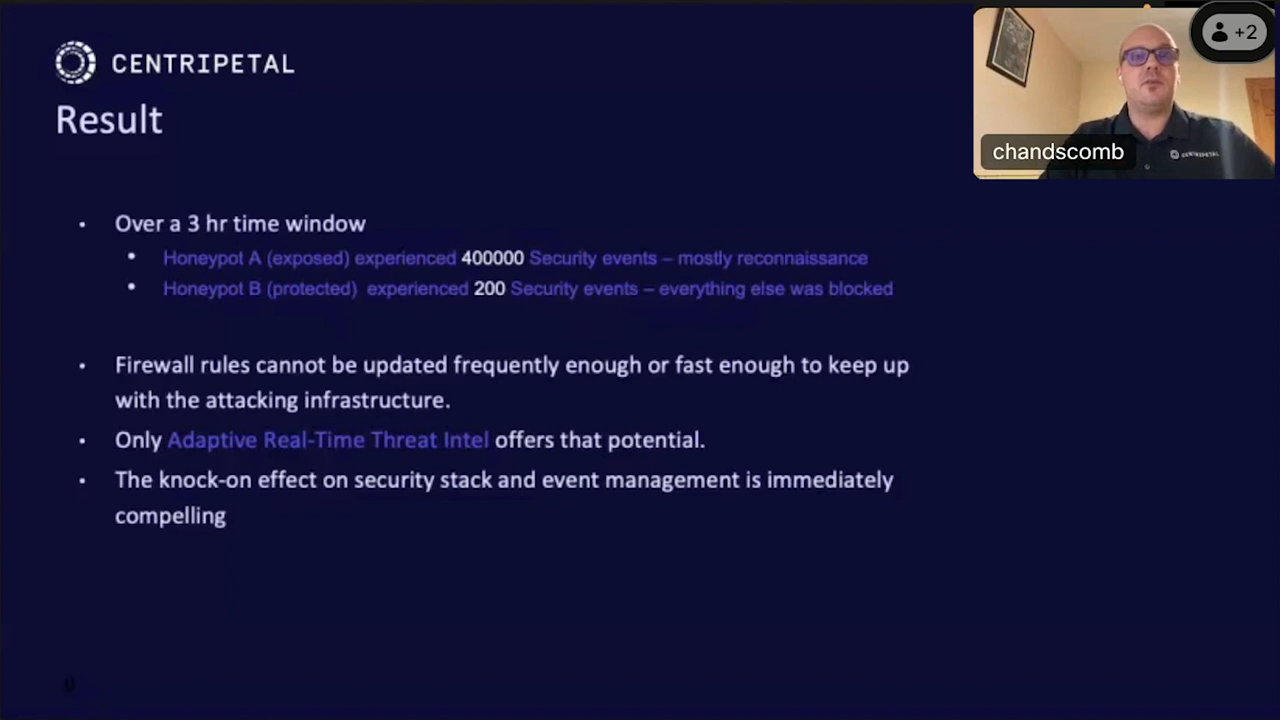 CENTRIPETAL
Result
+2
chandscomb
CENTRIPETAL
• Over a 3 hr time window
• Honeypot A (exposed) experienced 400000 Security events – mostly reconnaissance
• Honeypot B (protected) experienced 200 Security events – everything else was blocked
• Firewall rules cannot be updated frequently enough or fast enough to keep up
with the attacking infrastructure.
• Only Adaptive Real-Time Threat Intel offers that potential.
• The knock-on effect on security stack and event management is immediately
compelling